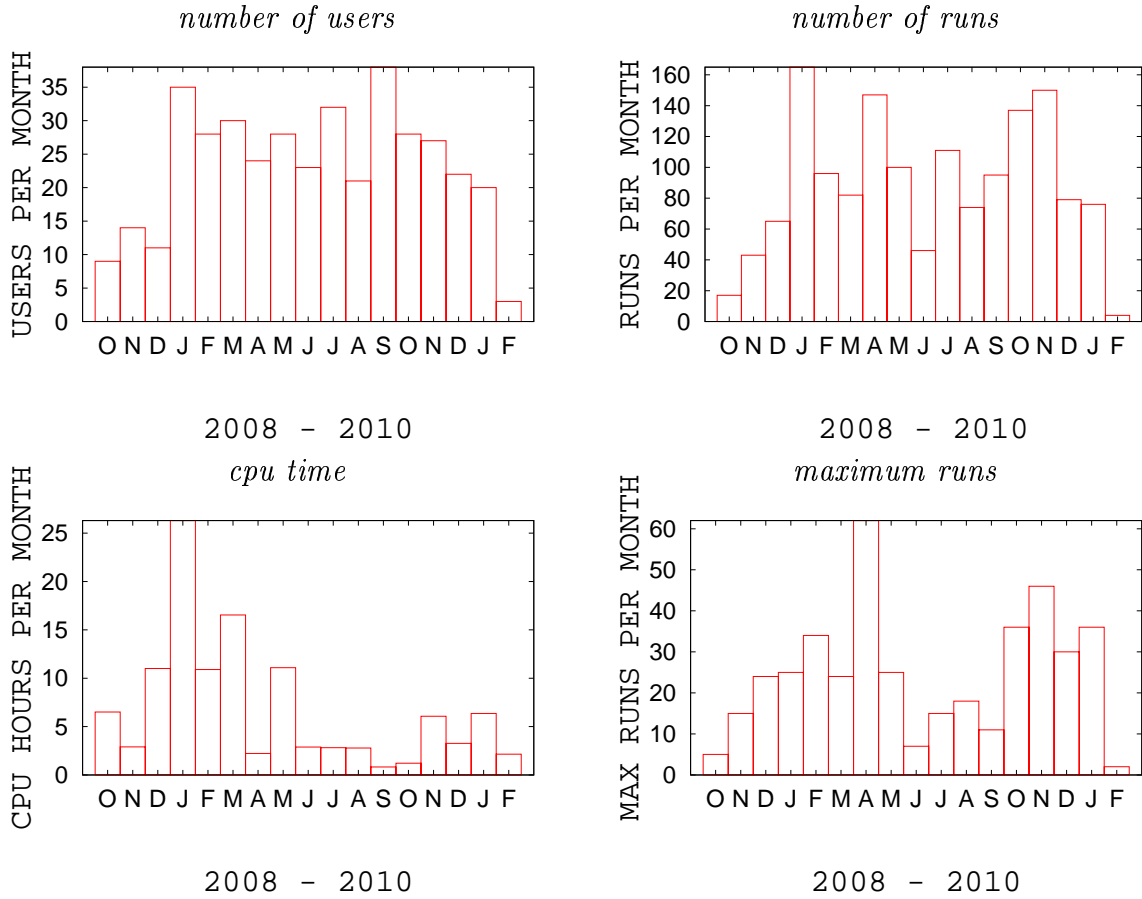 number of users
USERS PER MONTH
35
30
25
20
15
10
5
0
O N D J F M A M J J A S O N D J F
2008 - 2010
number of runs
RUNS PER MONTH
160
140
120
100
80
60
40
20
0
O N D J F M A M J J A S O N D J F
2008 - 2010
cpu time
CPU HOURS PER MONTH
25
20
15
10
5
0
O N D J F M A M J J A S O N D J F
2008 - 2010
maximum runs
MAX RUNS PER MONTH
60
50
40
30
20
10
0
O N D J F M A M J J A S O N D J F
2008 - 2010